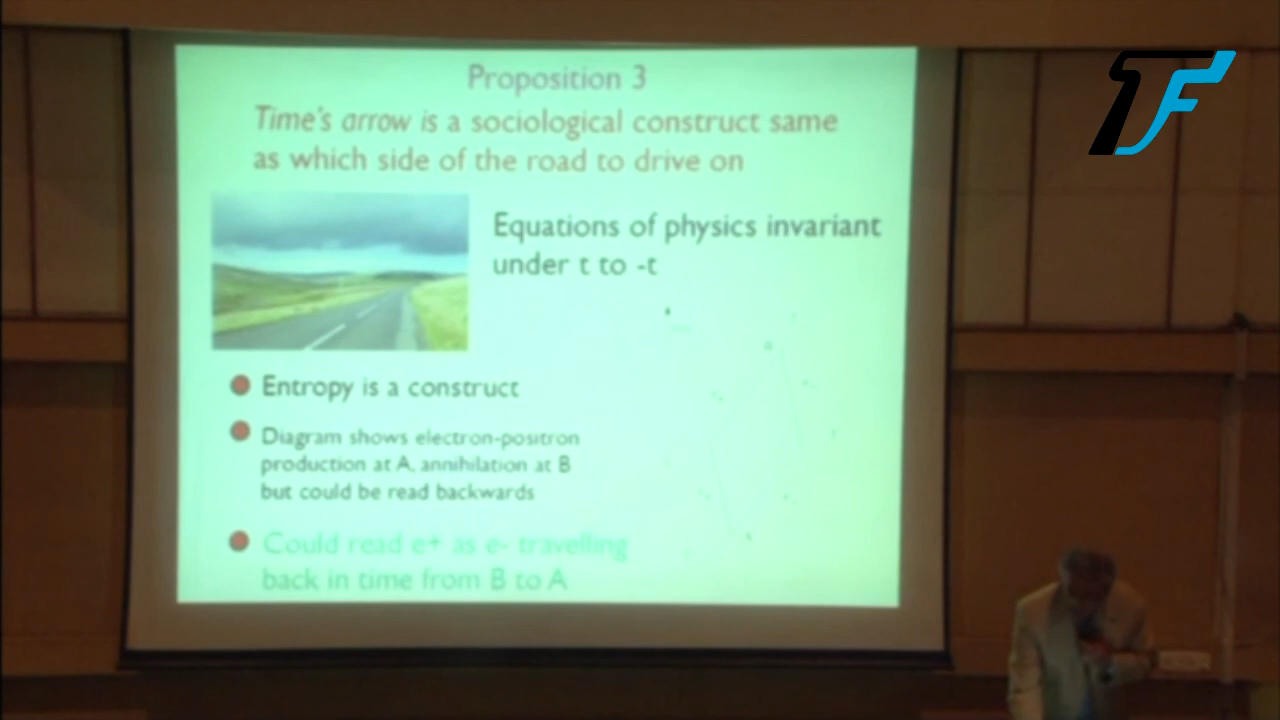 Proposition 3
Time's arrow is a sociological construct same
as which side of the road to drive on
Equations of physics invariant
under t to -t
Entropy is a construct
Diagram shows electron-positron
production at A, annihilation at B
but could be read backwards
Could read e+ as e- travelling
back in time from B to A
TF